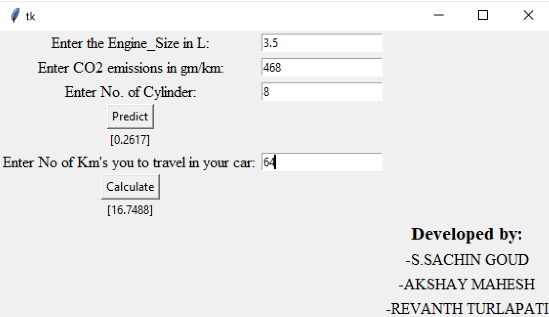 tk
Enter the Engine_Size in L: 3.5
Enter CO2 emissions in gm/km: 468
Enter No. of Cylinder: 8
Predict
[0.2617]
Enter No of Km's you to travel in your car: 64
Calculate
[16.7488]
Developed by:
-S.SACHIN GOUD
-AKSHAY MAHESH
-REVANTH TURLAPATI